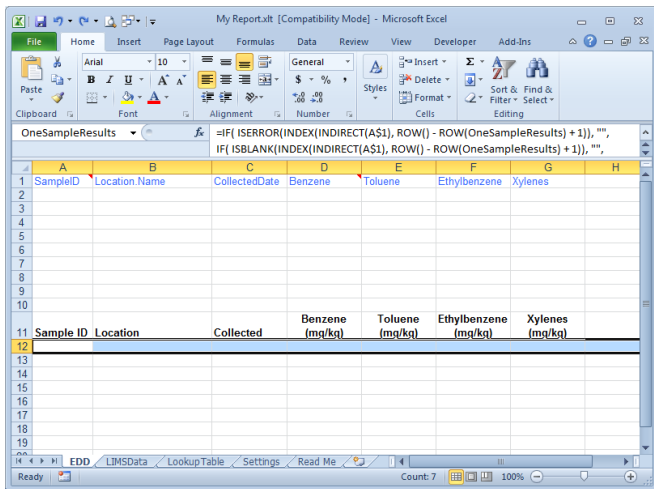 My Report.xlt [Compatibility Mode] - Microsoft Excel
File Home Insert Page Layout Formulas Data Review View Developer Add-Ins
Paste
Arial 10
B I U A A
General
$ % ,
Styles
Insert
Delete
Format
Σ
Sort & Filter
Find & Select
Clipboard Font Alignment Number Cells Editing
OneSampleResults fx =IF( ISERROR(INDEX(INDIRECT(A$1), ROW() - ROW(OneSampleResults) +1)), "",
IF( ISBLANK(INDEX(INDIRECT(A$1), ROW() - ROW(OneSampleResults) +1)), "",
A B C D E F G H
1 SampleID Location.Name CollectedDate Benzene Toluene Ethylbenzene Xylenes
2
3
4
5
6
7
8
9
10
11 Sample ID Location Collected Benzene (mg/kg) Toluene (mg/kg) Ethylbenzene (mg/kg) Xylenes (mg/kg)
12
13
14
15
16
17
18
19
EDD LIMSData LookupTable Settings Read Me
Ready Count: 7 100%